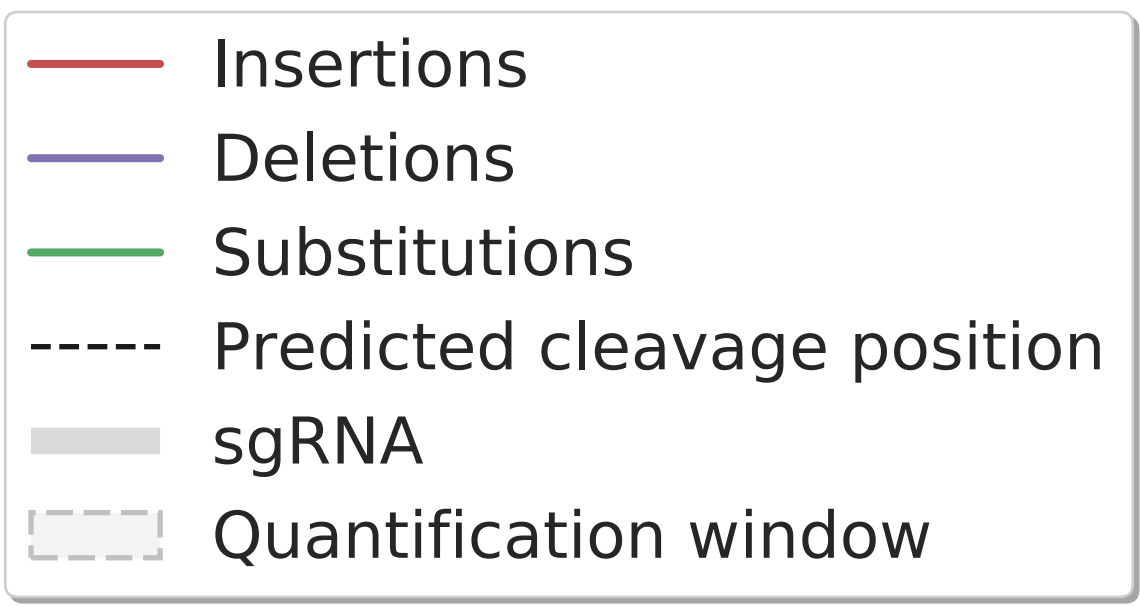 Insertions
Deletions
Substitutions
Predicted cleavage position
sgRNA
Quantification window